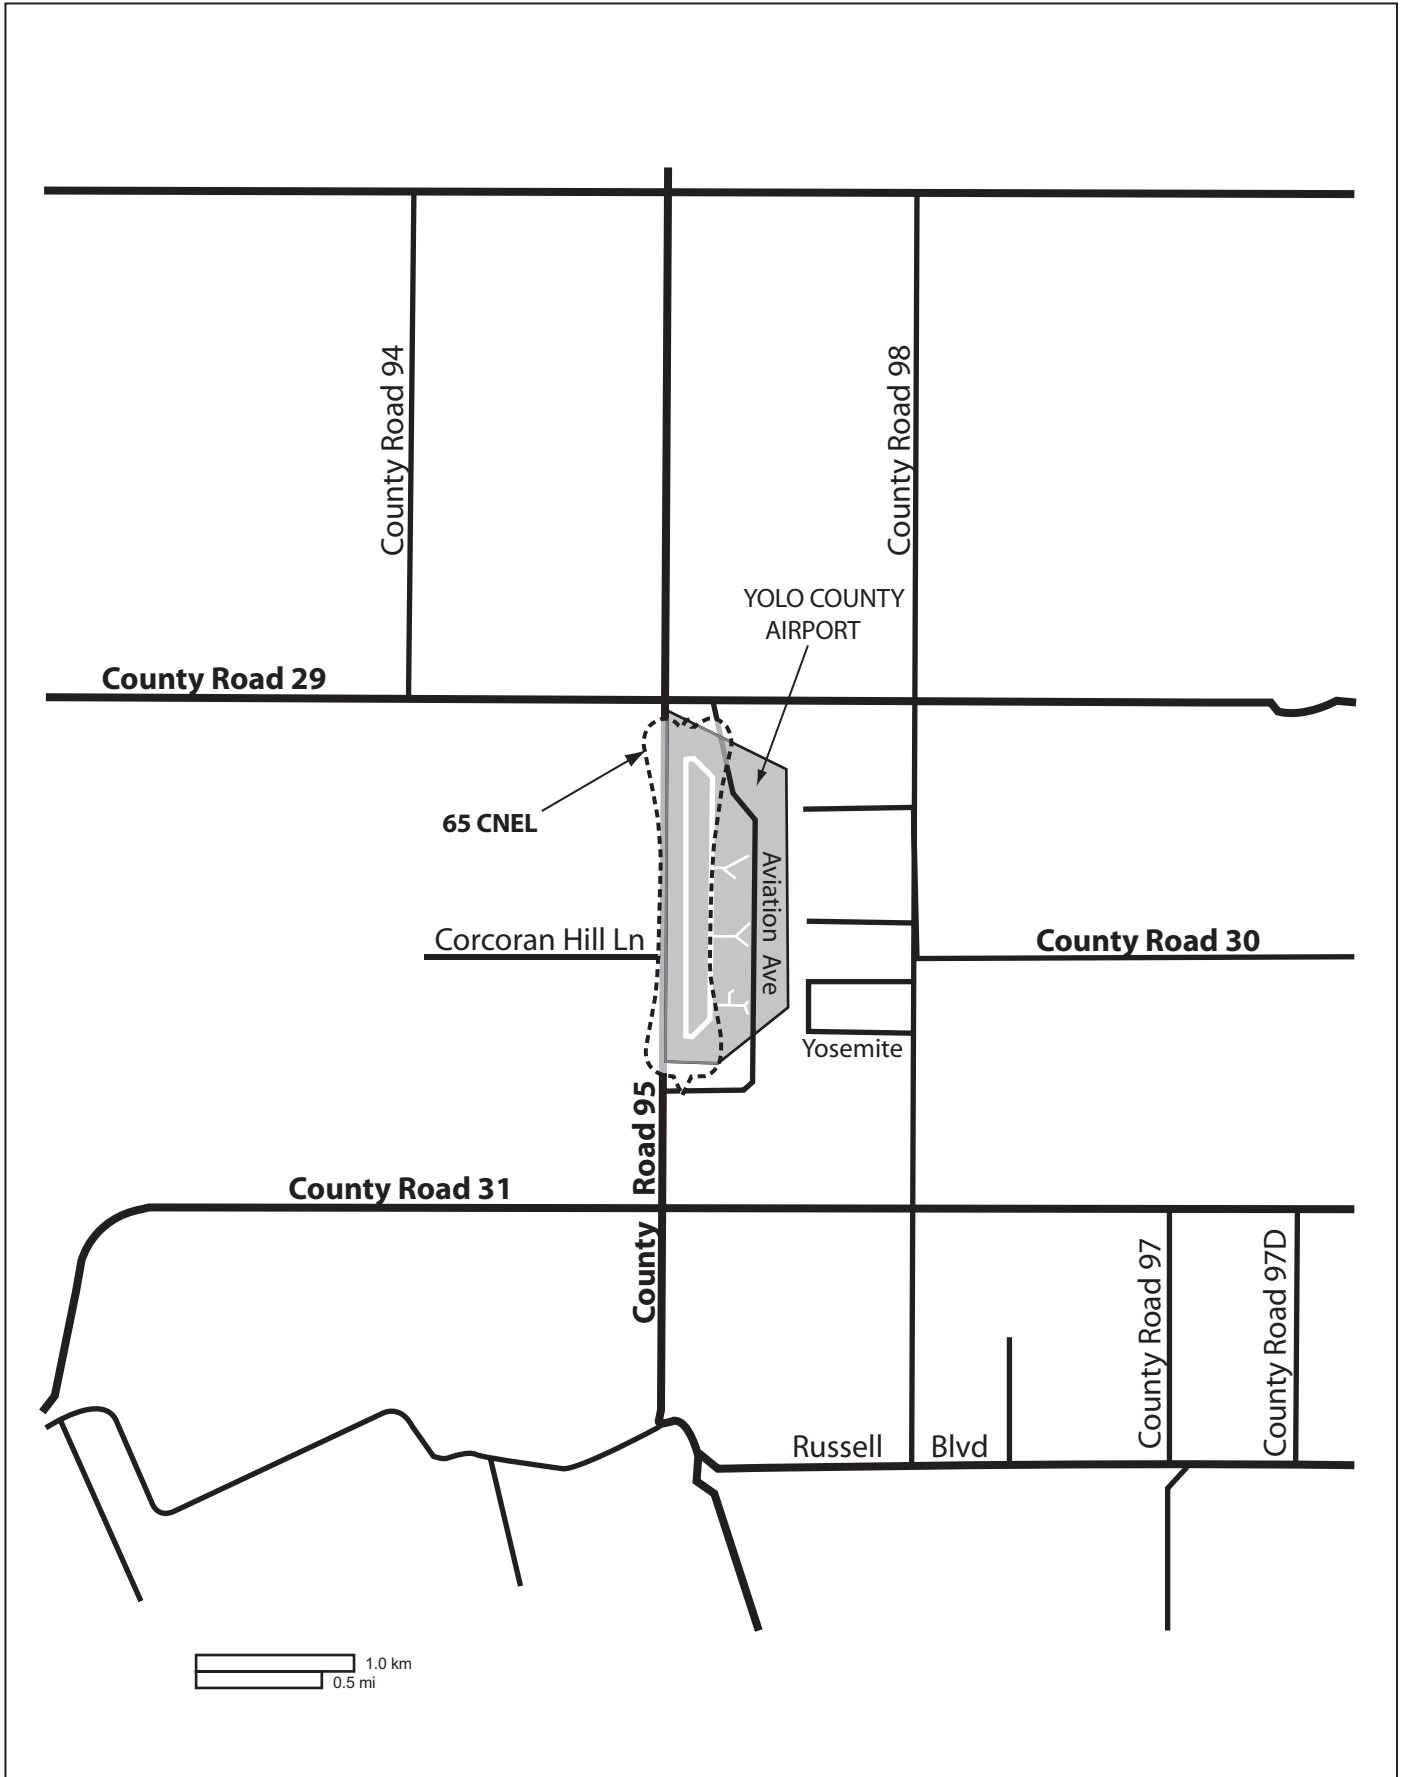 County Road 94
County Road 98
YOLO COUNTY
AIRPORT
County Road 29
65 CNEL
Aviation Ave
Corcoran Hill Ln
County Road 30
Yosemite
County Road 95
County Road 31
County Road 97
County Road 97D
Russell Blvd
1.0 km
0.5 mi